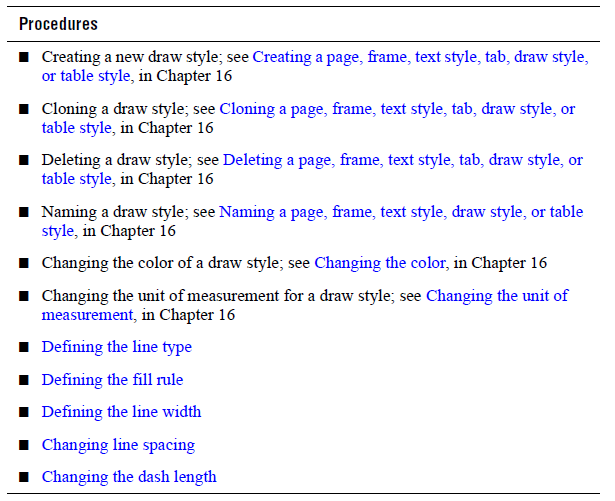 Procedures
■ Creating a new draw style; see Creating a page, frame, text style, tab, draw style,
or table style, in Chapter 16
■ Cloning a draw style; see Cloning a page, frame, text style, tab, draw style, or
table style, in Chapter 16
■ Deleting a draw style; see Deleting a page, frame, text style, tab, draw style, or
table style, in Chapter 16
■ Naming a draw style; see Naming a page, frame, text style, draw style, or table
style, in Chapter 16
■ Changing the color of a draw style; see Changing the color, in Chapter 16
■ Changing the unit of measurement for a draw style; see Changing the unit of
measurement, in Chapter 16
■ Defining the line type
■ Defining the fill rule
■ Defining the line width
■ Changing line spacing
■ Changing the dash length